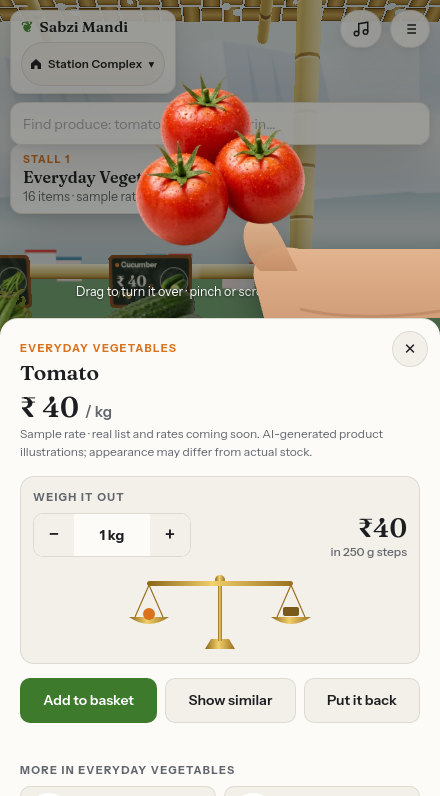 Sabzi Mandi
Station Complex ▾
Find produce: tomato
STALL 1
Everyday Veget
16 items · sample rat
Cucumber
₹ 40
Drag to turn it over · pinch or scro
EVERYDAY VEGETABLES
Tomato
₹ 40 / kg
Sample rate · real list and rates coming soon. AI-generated product
illustrations; appearance may differ from actual stock.
WEIGH IT OUT
− 1 kg +
₹40
in 250 g steps
Add to basket
Show similar
Put it back
MORE IN EVERYDAY VEGETABLES